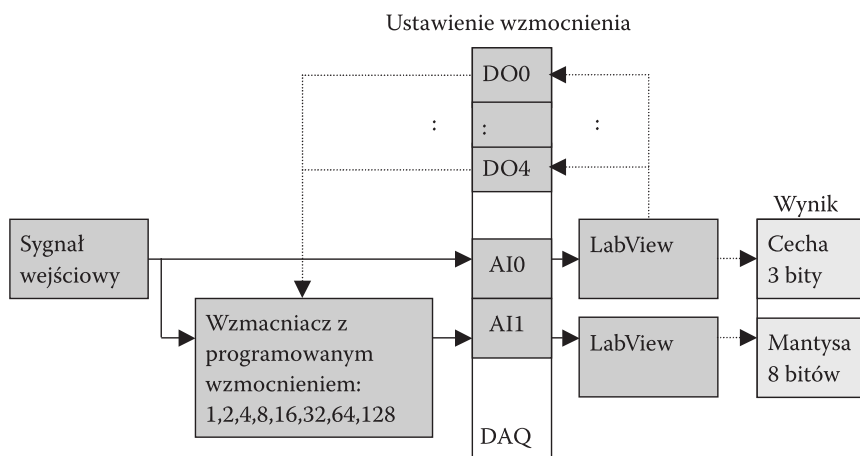 Ustawienie wzmocnienia
DO0
: : :
DO4
Sygnał
wejściowy
AI0
LabView
Wynik
Cecha
3 bity
Wzmacniacz z
programowanym
wzmocnieniem:
1,2,4,8,16,32,64,128
AI1
LabView
Mantysa
8 bitów
DAQ